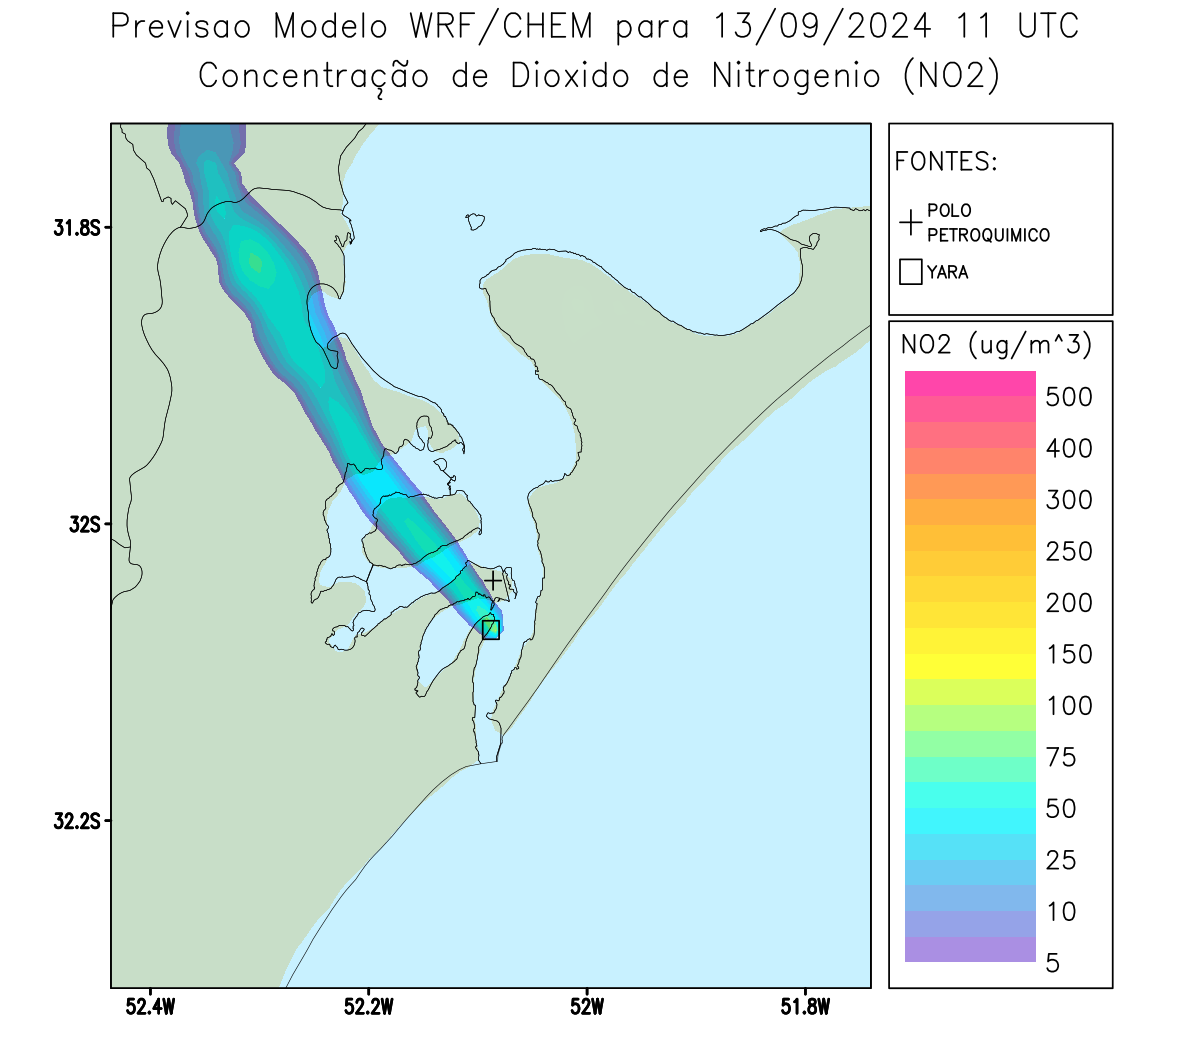 Previsao Modelo WRF/CHEM para 13/09/2024 11 UTC
Concentração de Dioxido de Nitrogenio (NO2)
FONTES:
POLO
PETROQUIMICO
YARA
NO2 (ug/m^3)
500
400
300
250
200
150
100
75
50
25
10
5
31.8S
32S
32.2S
52.4W
52.2W
52W
51.8W